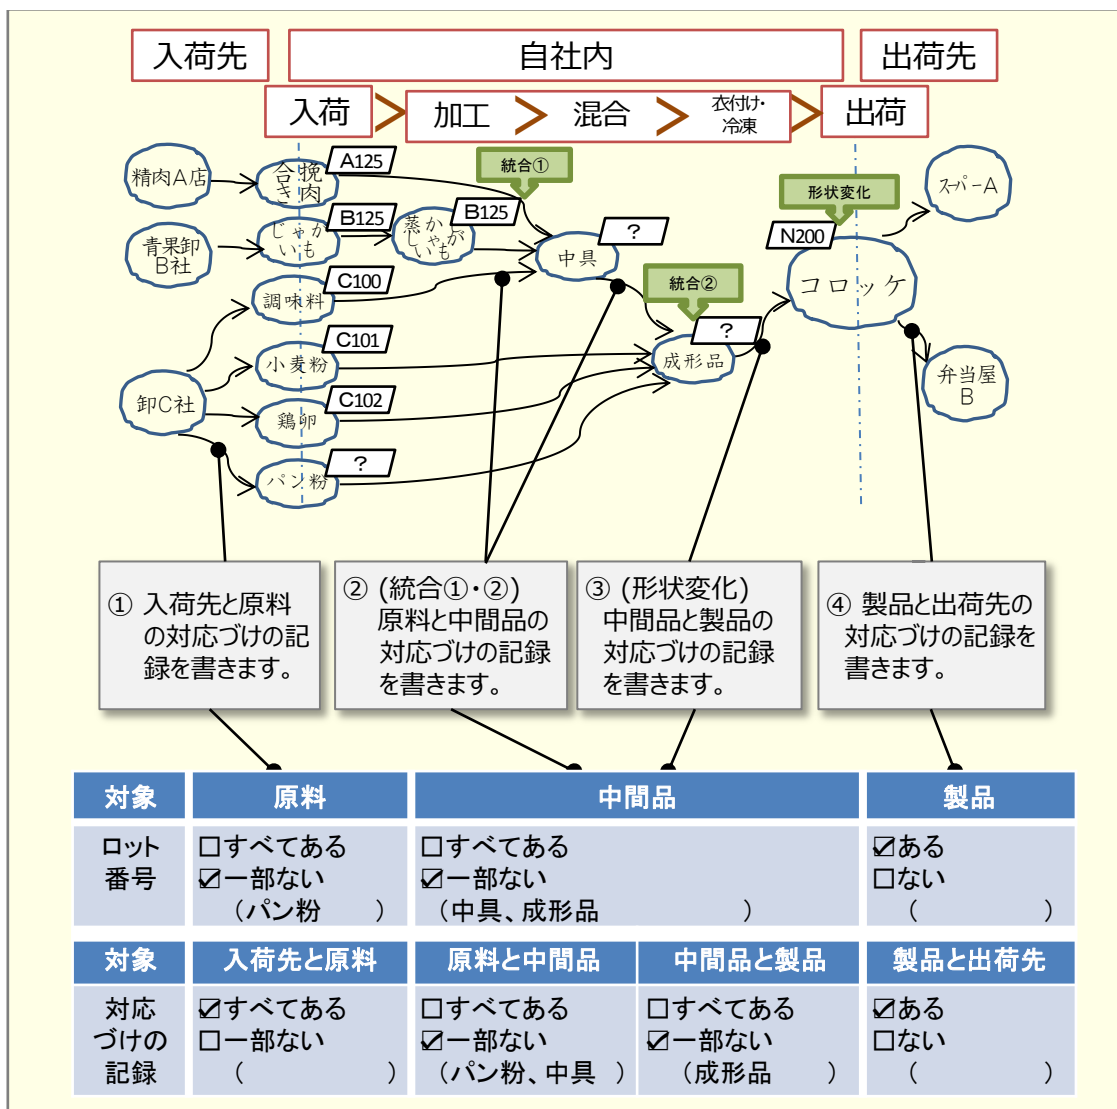 入荷先
自社内
出荷先
入荷
加工
混合
衣付け・
冷凍
出荷
精肉A店
合挽
き肉
A125
統合①
スーパーA
青果卸
B社
じゃが
いも
B125
蒸か
じゃが
いも
B125
?
中具
形状変化
N200
コロッケ
調味料
C100
統合②
?
成形品
小麦粉
C101
卸C社
鶏卵
C102
弁当屋
B
パン粉
?
① 入荷先と原料
の対応づけの記
録を書きます。
② (統合①・②)
原料と中間品の
対応づけの記録
を書きます。
③ (形状変化)
中間品と製品の
対応づけの記録
を書きます。
④ 製品と出荷先の
対応づけの記録を
書きます。
対象 原料 中間品 製品
ロット
番号
□すべてある
☑一部ない
(パン粉 )
□すべてある
☑一部ない
(中具、成形品 )
☑ある
□ない
( )
対象 入荷先と原料 原料と中間品 中間品と製品 製品と出荷先
対応
づけの
記録
☑すべてある
□一部ない
( )
□すべてある
☑一部ない
(パン粉、中具 )
□すべてある
☑一部ない
(成形品 )
☑ある
□ない
( )